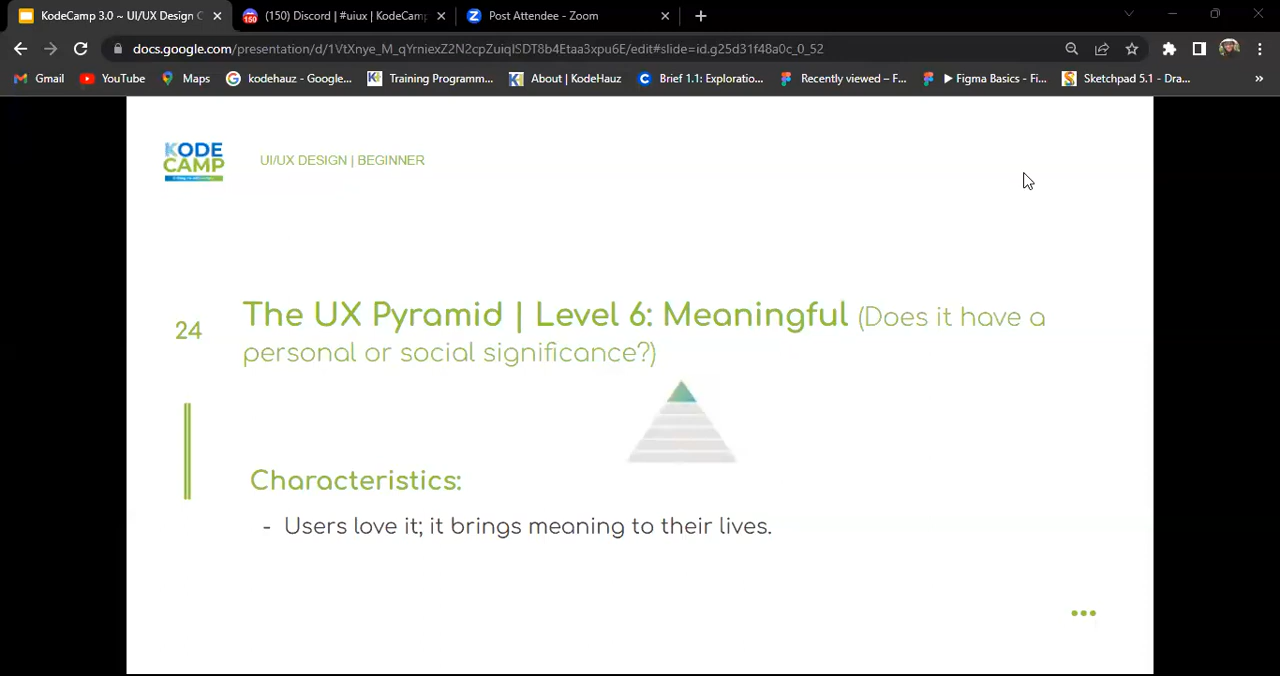 KodeCamp 3.0 ~ UI/UX Design C
(150) Discord | #uiux | KodeCamp
Post Attendee - Zoom
docs.google.com/presentation/d/1VtXnye_M_qYrniexZ2N2cpZuiqlSDT8b4Etaa3xpu6E/edit#slide=id.g25d31f48a0c_0_52
Gmail
YouTube
Maps
kodehauz - Google...
Training Programm...
About | KodeHauz
Brief 1.1: Exploratio...
Recently viewed – F...
Figma Basics - Fi...
Sketchpad 5.1 - Dra...
KODE
CAMP
UI/UX DESIGN | BEGINNER
24
The UX Pyramid | Level 6: Meaningful (Does it have a
personal or social significance?)
Characteristics:
- Users love it; it brings meaning to their lives.